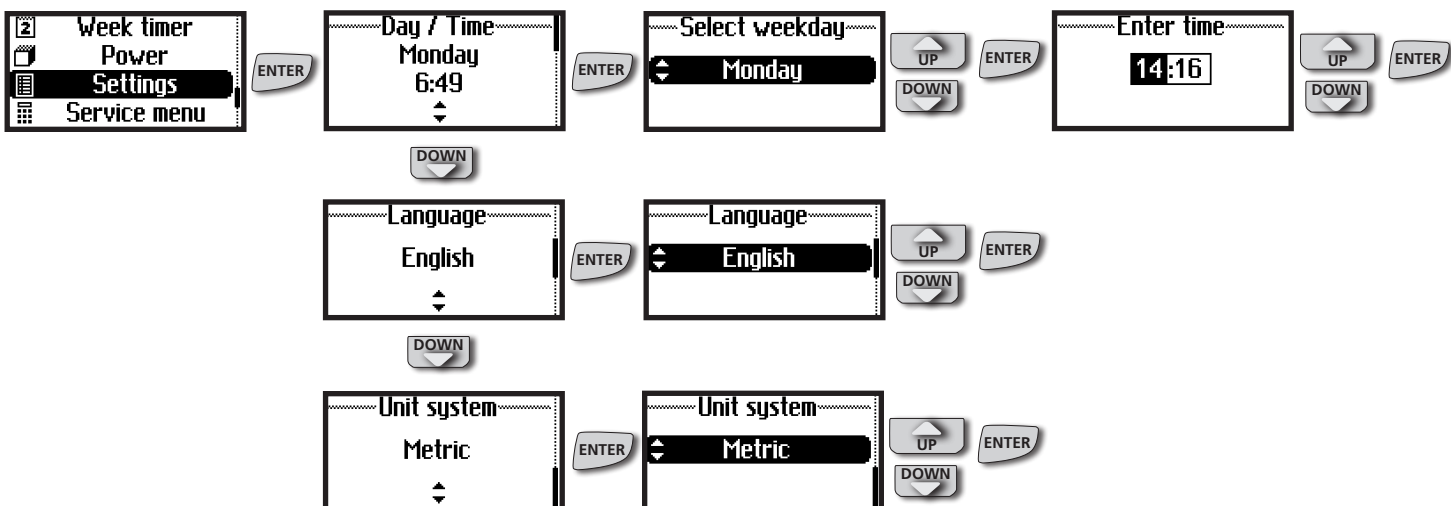 2 Week timer
Power
Settings
Service menu
ENTER
Day / Time
Monday
6:49
ENTER
Select weekday
Monday
UP
DOWN
ENTER
Enter time
14:16
UP
DOWN
ENTER
DOWN
Language
English
ENTER
Language
English
UP
DOWN
ENTER
DOWN
Unit system
Metric
ENTER
Unit system
Metric
UP
DOWN
ENTER